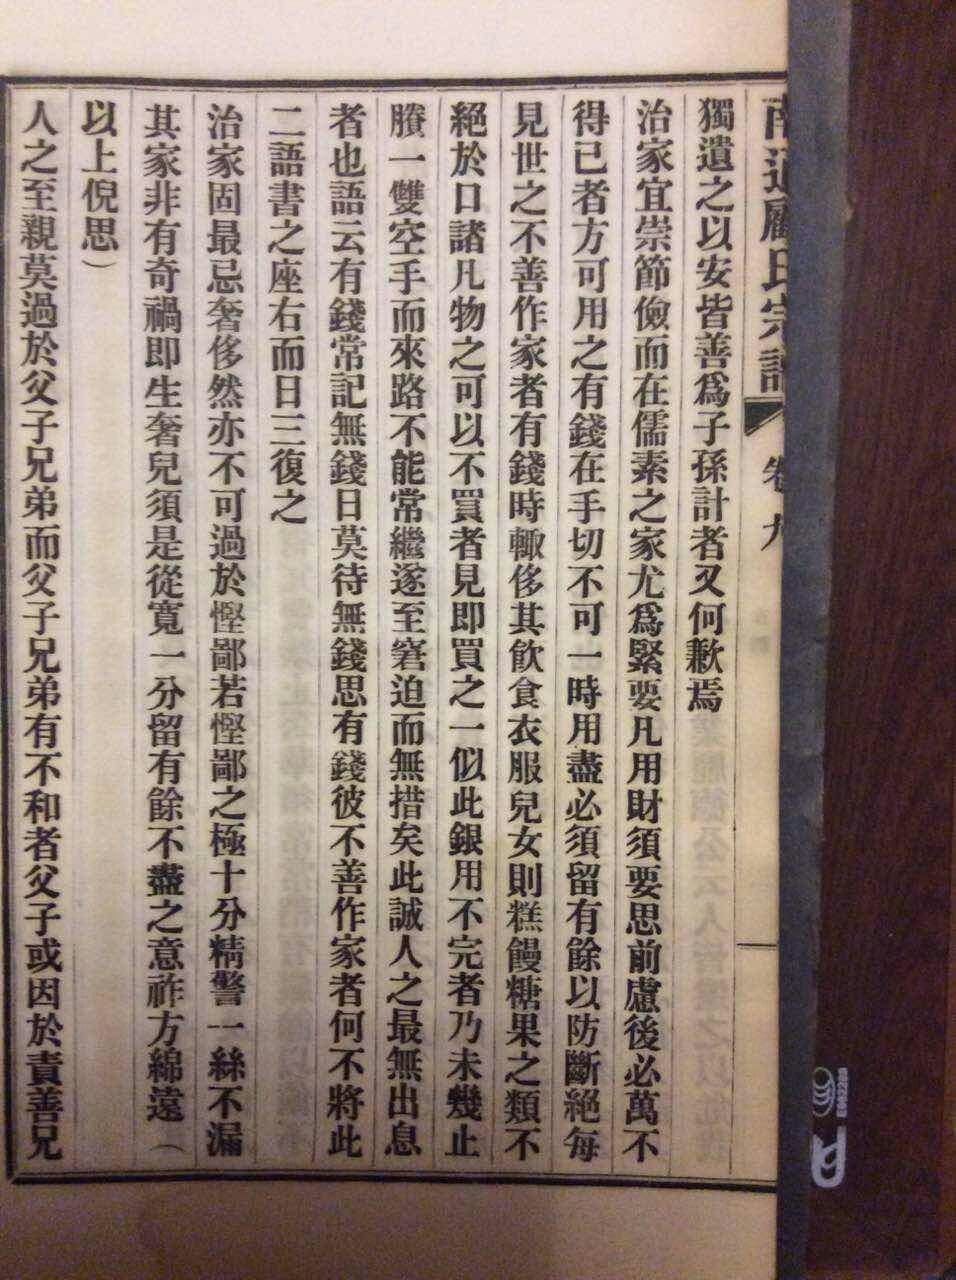 南通顧氏宗譜 卷九
獨遺之以安皆善爲子孫計者又何歉焉
治家宜崇節儉而在儒素之家尤爲緊要凡用財須要思前慮後必萬不
得已者方可用之有錢在手切不可一時用盡必須留有餘以防斷絕每
見世之不善作家者有錢時輙侈其飲食衣服兒女則糕饅糖果之類不
絕於口諸凡物之可以不買者見即買之一似此銀用不完者乃未幾止
賸一雙空手而來路不能常繼遂至窘迫而無措矣此誠人之最無出息
者也語云有錢常記無錢日莫待無錢思有錢彼不善作家者何不將此
二語書之座右而日三復之
治家固最忌奢侈然亦不可過於慳鄙若慳鄙之極十分精警一絲不漏
其家非有奇禍即生奢兒須是從寬一分留有餘不盡之意祚方綿遠（
以上倪思）
人之至親莫過於父子兄弟而父子兄弟有不和者父子或因於責善兄